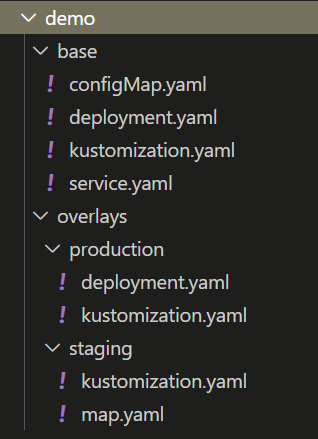 demo
base
! configMap.yaml
! deployment.yaml
! kustomization.yaml
! service.yaml
overlays
production
! deployment.yaml
! kustomization.yaml
staging
! kustomization.yaml
! map.yaml